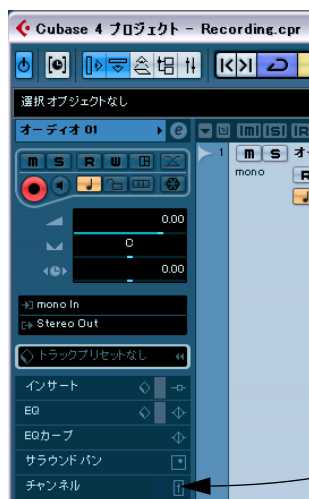 Cubase 4 プロジェクト - Recording.cpr
選択オブジェクトなし
オーディオ 01
e
m S R W
1 m S オ
mono R
0.00
C
0.00
mono In
Stereo Out
トラックプリセットなし
インサート
EQ
EQカーブ
サラウンド パン
チャンネル